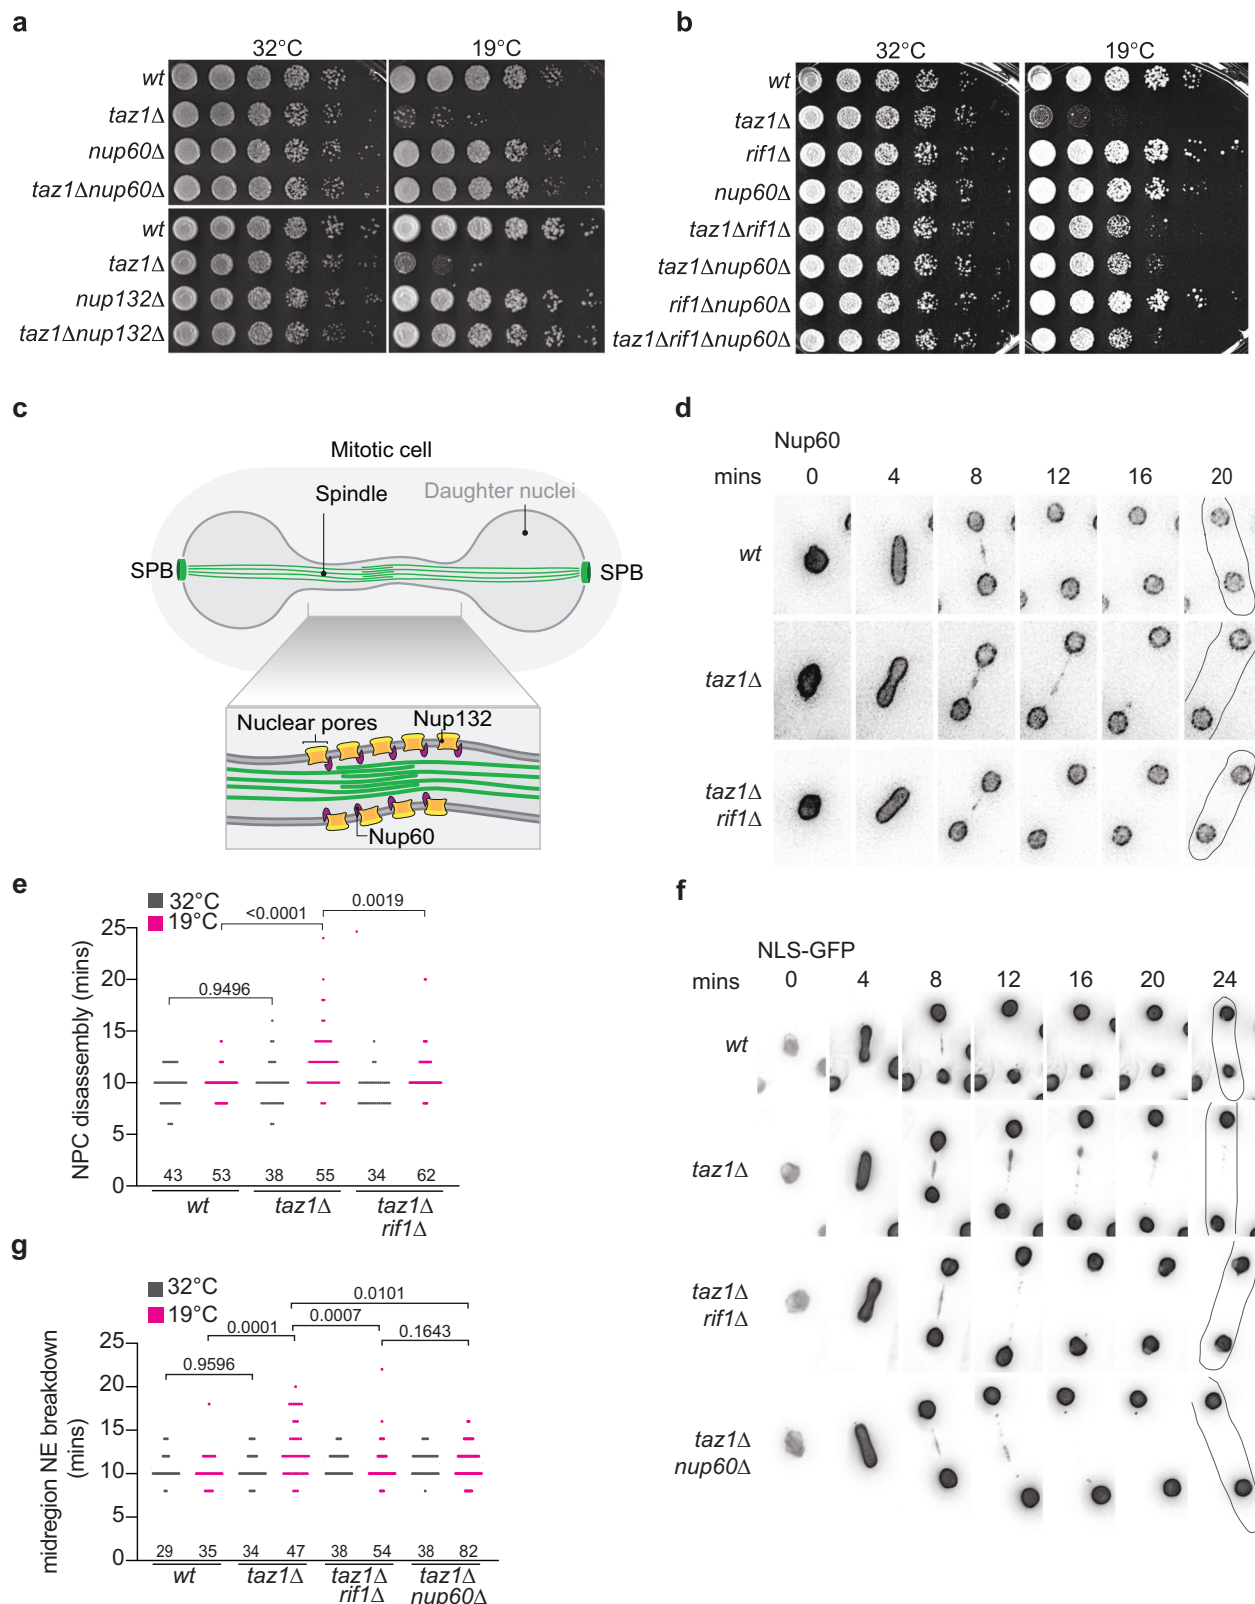 a
32°C 19°C
wt
taz1Δ
nup60Δ
taz1Δnup60Δ
wt
taz1Δ
nup132Δ
taz1Δnup132Δ
b
32°C 19°C
wt
taz1Δ
rif1Δ
nup60Δ
taz1Δrif1Δ
taz1Δnup60Δ
rif1Δnup60Δ
taz1Δrif1Δnup60Δ
c
Mitotic cell
Spindle
Daughter nuclei
SPB
SPB
Nuclear pores
Nup132
Nup60
d
Nup60
mins 0 4 8 12 16 20
wt
taz1Δ
taz1Δ
rif1Δ
e
32°C
19°C
<0.0001
0.0019
0.9496
NPC disassembly (mins)
25
20
15
10
5
0
43 53 38 55 34 62
wt taz1Δ taz1Δ
rif1Δ
f
NLS-GFP
mins 0 4 8 12 16 20 24
wt
taz1Δ
taz1Δ
rif1Δ
taz1Δ
nup60Δ
g
32°C
19°C
0.0101
0.0001
0.0007
0.1643
0.9596
midregion NE breakdown
(mins)
25
20
15
10
5
0
29 35 34 47 38 54 38 82
wt taz1Δ taz1Δ taz1Δ
rif1Δ nup60Δ